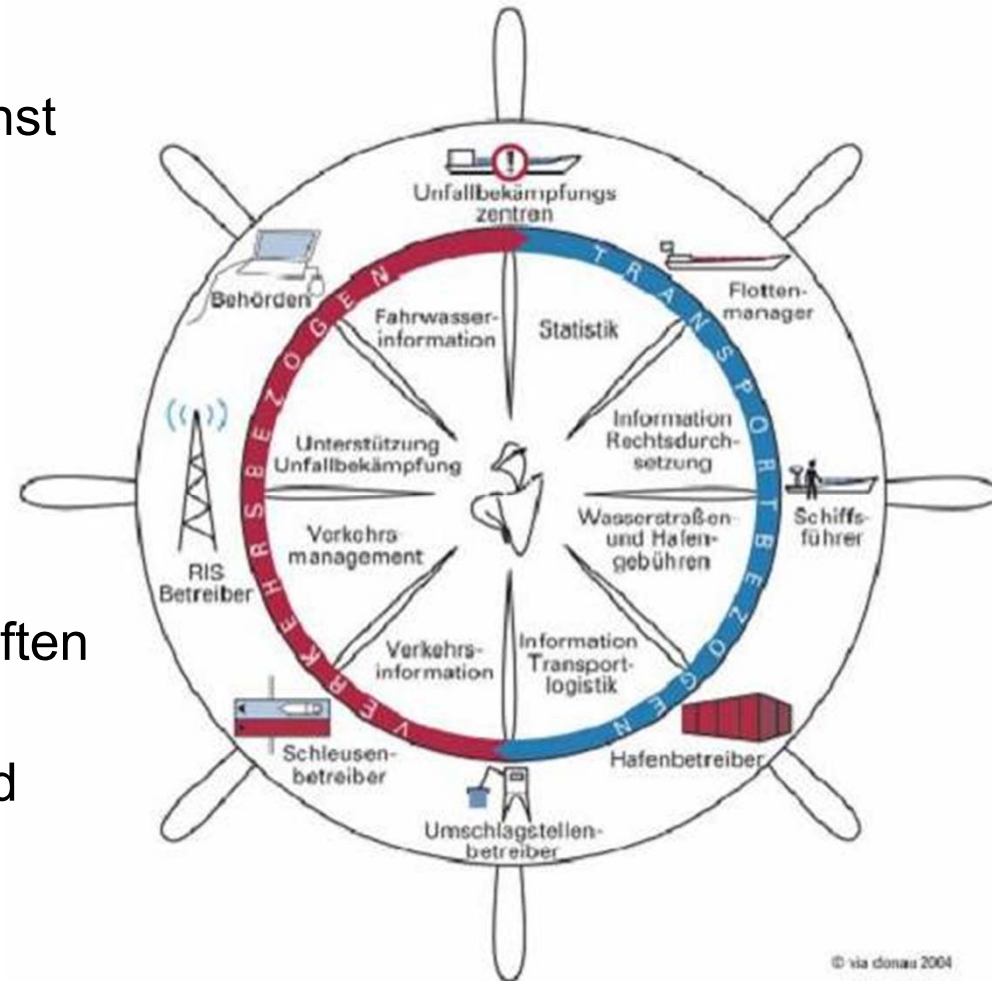 Unfallbekämpfungs
zentren
Behörden
Flotten-
manager
TRANSPORTBEZOGEN
VERKEHRSBEZOGEN
Fahrwasser-
information
Statistik
Unterstützung
Unfallbekämpfung
Information
Rechtsdurch-
setzung
RIS
Betreiber
Verkehrs
management
Wasserstraßen-
und Hafen-
gebühren
Schiffs-
führer
Verkehrs-
information
Information
Transport-
logistik
Schleusen-
betreiber
Hafenbetreiber
Umschlagstellen-
betreiber
© via donau 2004